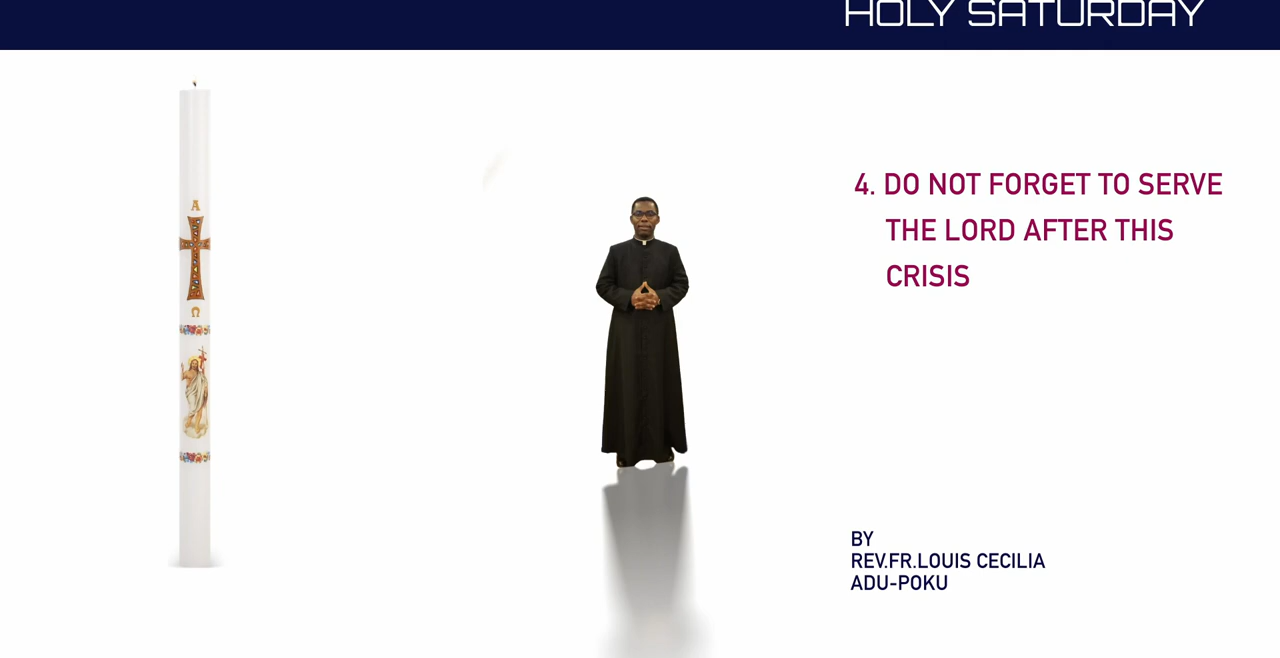 HOLY SATURDAY
4. DO NOT FORGET TO SERVE
THE LORD AFTER THIS
CRISIS
Α
Ω
BY
REV.FR.LOUIS CECILIA
ADU-POKU